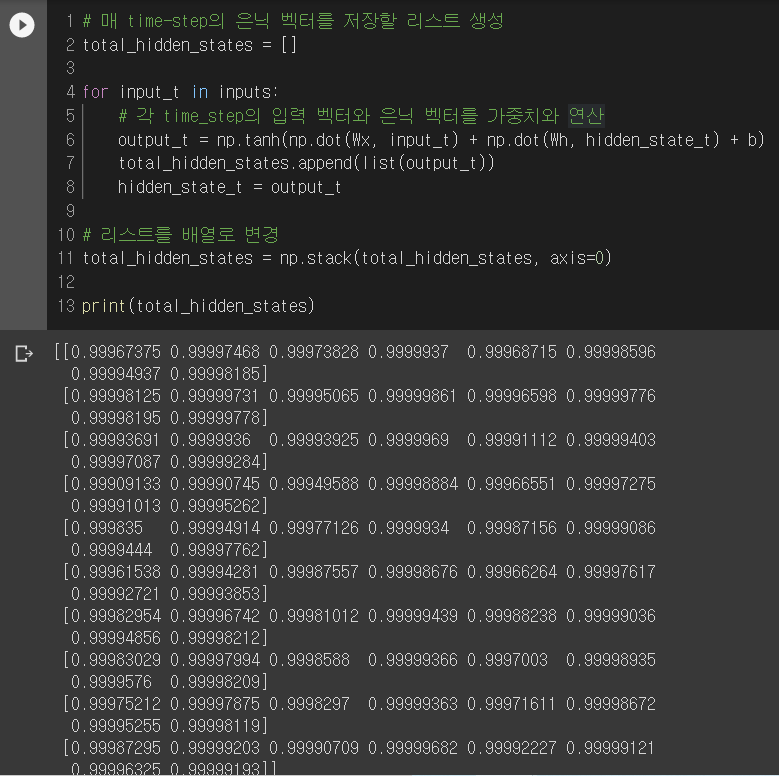 1 # 매 time-step의 은닉 벡터를 저장할 리스트 생성
2 total_hidden_states = []
3
4 for input_t in inputs:
5     # 각 time_step의 입력 벡터와 은닉 벡터를 가중치와 연산
6     output_t = np.tanh(np.dot(Wx, input_t) + np.dot(Wh, hidden_state_t) + b)
7     total_hidden_states.append(list(output_t))
8     hidden_state_t = output_t
9
10 # 리스트를 배열로 변경
11 total_hidden_states = np.stack(total_hidden_states, axis=0)
12
13 print(total_hidden_states)
[[0.99967375 0.99997468 0.99973828 0.9999937  0.99968715 0.99998596
  0.99994937 0.99998185]
 [0.99998125 0.99999731 0.99995065 0.99999861 0.99996598 0.99999776
  0.99998195 0.99999778]
 [0.99993691 0.9999936  0.99993925 0.9999969  0.99991112 0.99999403
  0.99997087 0.99999284]
 [0.99909133 0.99990745 0.99949588 0.99998884 0.99966551 0.99997275
  0.99991013 0.99995262]
 [0.999835   0.99994914 0.99977126 0.9999934  0.99987156 0.99999086
  0.9999444  0.99997762]
 [0.99961538 0.99994281 0.99987557 0.99998676 0.99966264 0.99997617
  0.99992721 0.99993853]
 [0.99982954 0.99996742 0.99981012 0.99999439 0.99988238 0.99999036
  0.99994856 0.99998212]
 [0.99983029 0.99997994 0.9998588  0.99999366 0.9997003  0.99998935
  0.9999576  0.99998209]
 [0.99975212 0.99997875 0.9998297  0.99999363 0.99971611 0.99998672
  0.99995255 0.99998119]
 [0.99987295 0.99999203 0.99990709 0.99999682 0.99992227 0.99999121
  0.99996325 0.99999193]]